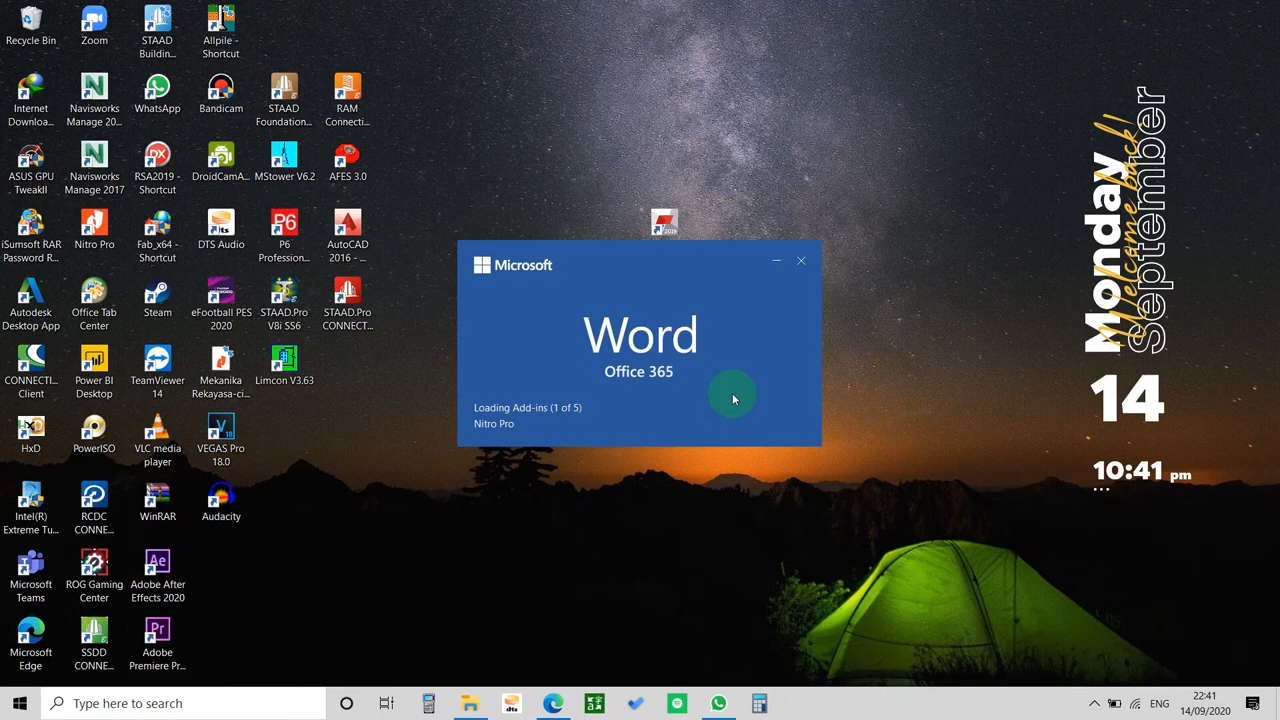 Recycle Bin
Zoom
STAAD
Buildin...
Allpile -
Shortcut
Internet
Downloa...
Navisworks
Manage 20...
WhatsApp
Bandicam
STAAD
Foundation...
RAM
Connecti...
ASUS GPU
TweakII
Navisworks
Manage 2017
RSA2019 -
Shortcut
DroidCamA...
MStower V6.2
AFES 3.0
iSumsoft RAR
Password R...
Nitro Pro
Fab_x64 -
Shortcut
dts
DTS Audio
P6
P6
Profession...
AutoCAD
2016 - ...
Autodesk
Desktop App
Office Tab
Center
Steam
eFootball PES
2020
STAAD.Pro
V8i SS6
STAAD.Pro
CONNECT...
CONNECTI...
Client
Power BI
Desktop
TeamViewer
14
Mekanika
Rekayasa-ci...
Limcon V3.63
HxD
PowerISO
VLC media
player
VEGAS Pro
18.0
Intel(R)
Extreme Tu...
RCDC
CONNE...
WinRAR
Audacity
Microsoft
Teams
ROG Gaming
Center
Adobe After
Effects 2020
Microsoft
Edge
SSDD
CONNE...
Adobe
Premiere Pr...
2019
Microsoft
Word
Office 365
Loading Add-ins (1 of 5)
Nitro Pro
Monday
Welcome back!
September
14
10:41 pm
...
Type here to search
dts
ENG
22:41
14/09/2020